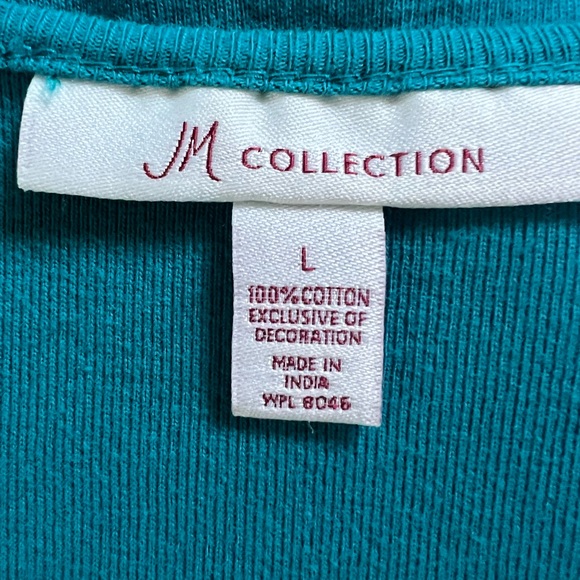 JM COLLECTION
L
100% COTTON
EXCLUSIVE OF
DECORATION
MADE IN
INDIA
WPL 8046